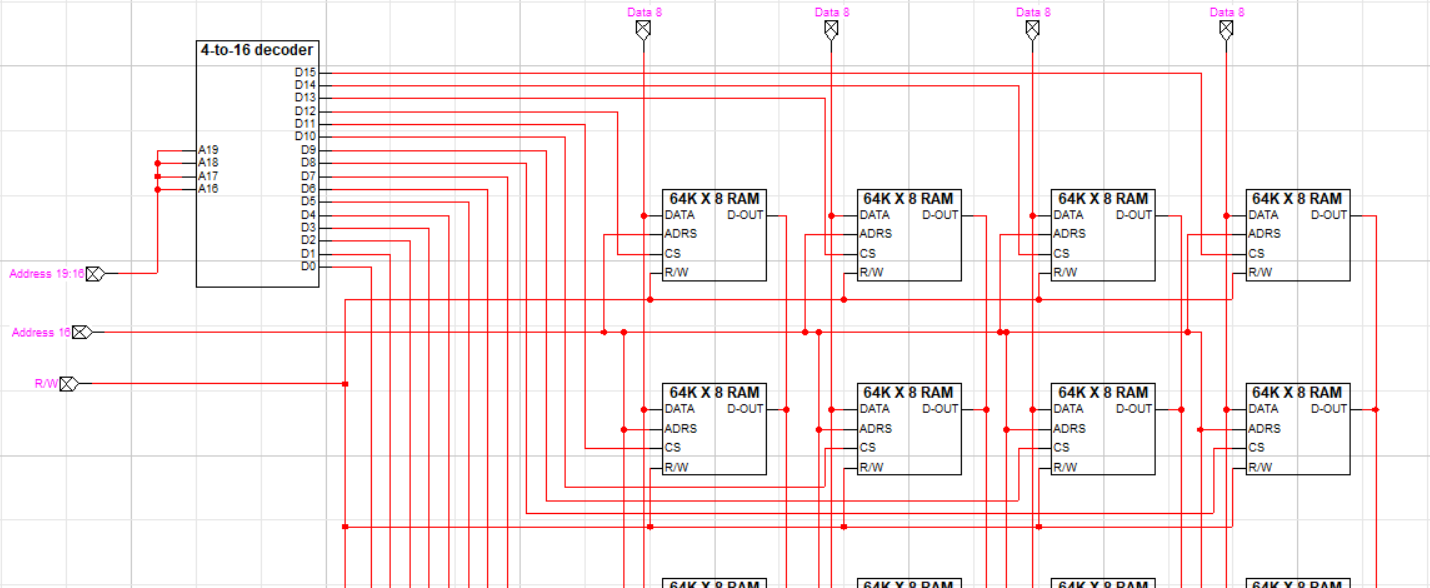 Data 8 Data 8 Data 8 Data 8
4-to-16 decoder
D15
D14
D13
D12
D11
D10
A19 D9
A18 D8
A17 D7
A16 D6
D5
D4
D3
D2
D1
D0
Address 19:16
Address 16
R/W
64K X 8 RAM
DATA D-OUT
ADRS
CS
R/W
64K X 8 RAM
DATA D-OUT
ADRS
CS
R/W
64K X 8 RAM
DATA D-OUT
ADRS
CS
R/W
64K X 8 RAM
DATA D-OUT
ADRS
CS
R/W
64K X 8 RAM
DATA D-OUT
ADRS
CS
R/W
64K X 8 RAM
DATA D-OUT
ADRS
CS
R/W
64K X 8 RAM
DATA D-OUT
ADRS
CS
R/W
64K X 8 RAM
DATA D-OUT
ADRS
CS
R/W
64K X 8 RAM 64K X 8 RAM 64K X 8 RAM 64K X 8 RAM